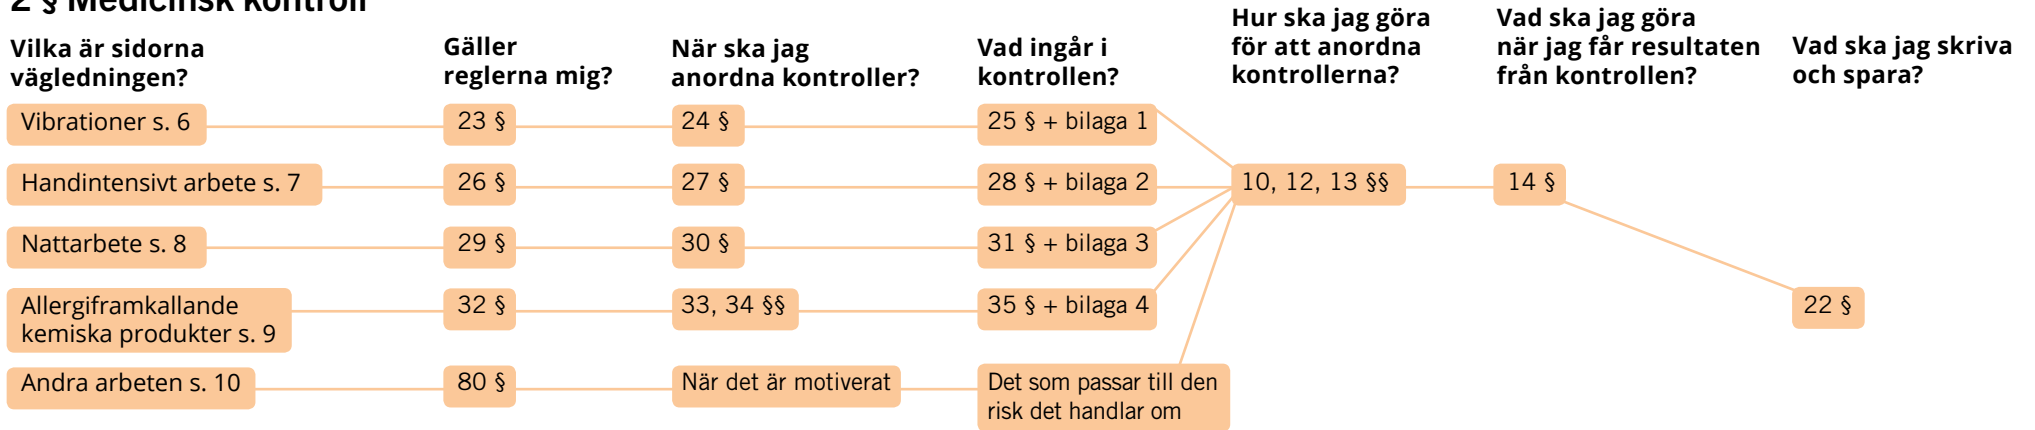 2 § Medicinsk kontroll
Vilka är sidorna
vägledningen?
Gäller
reglerna mig?
När ska jag
anordna kontroller?
Vad ingår i
kontrollen?
Hur ska jag göra
för att anordna
kontrollerna?
Vad ska jag göra
när jag får resultaten
från kontrollen?
Vad ska jag skriva
och spara?
Vibrationer s. 6
23 §
24 §
25 § + bilaga 1
Handintensivt arbete s. 7
26 §
27 §
28 § + bilaga 2
10, 12, 13 §§
14 §
Nattarbete s. 8
29 §
30 §
31 § + bilaga 3
Allergiframkallande
kemiska produkter s. 9
32 §
33, 34 §§
35 § + bilaga 4
22 §
Andra arbeten s. 10
80 §
När det är motiverat
Det som passar till den
risk det handlar om